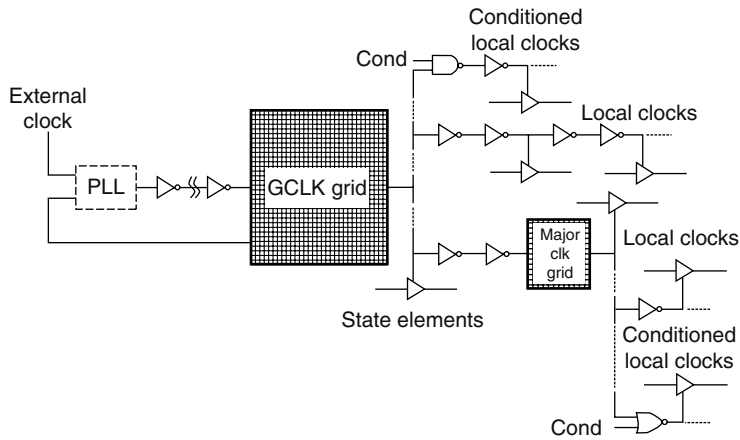 Conditioned
local clocks
Cond
External
clock
Local clocks
PLL
GCLK grid
Major
clk
grid
Local clocks
State elements
Conditioned
local clocks
Cond